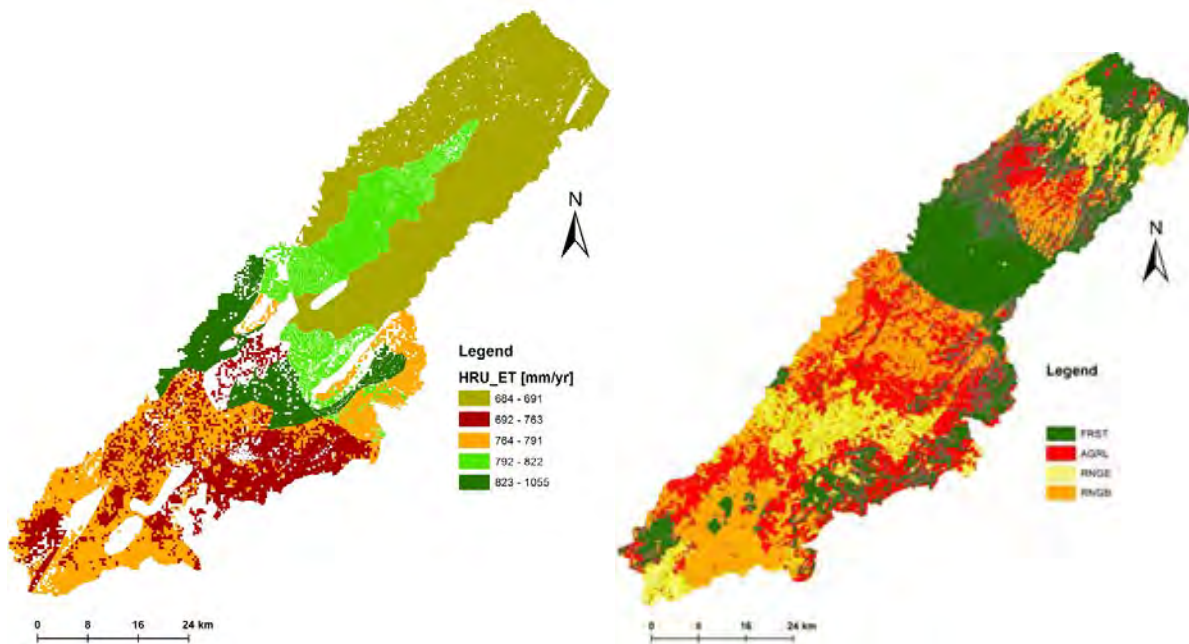 N
Legend
HRU_ET [mm/yr]
684 - 691
692 - 763
764 - 791
792 - 822
823 - 1055
0 8 16 24 km
N
Legend
FRST
AGRL
RNGE
RNGB
0 8 16 24 km